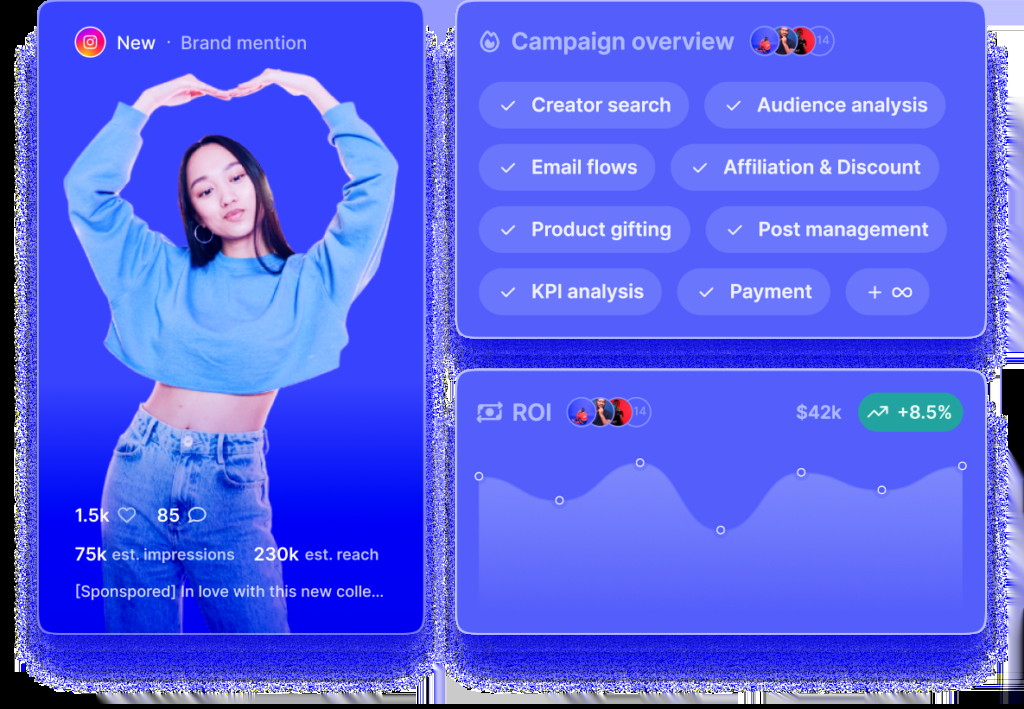 New · Brand mention
1.5k 85
75k est. impressions 230k est. reach
[Sponspored] In love with this new colle...
Campaign overview 14
Creator search Audience analysis
Email flows Affiliation & Discount
Product gifting Post management
KPI analysis Payment + ∞
ROI 14 $42k +8.5%